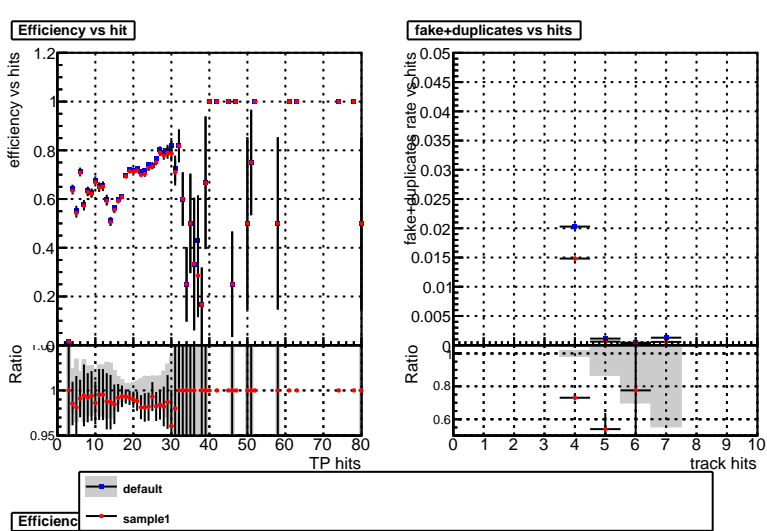 Efficiency vs hit
efficiency vs hits
1.2
1
0.8
0.6
0.4
0.2
0
Ratio
1
0.95
0 10 20 30 40 50 60 70 80
TP hits
fake+duplicates vs hits
fake+duplicates rate vs hits
0.05
0.045
0.04
0.035
0.03
0.025
0.02
0.015
0.01
0.005
0
Ratio
1
0.8
0.6
0 1 2 3 4 5 6 7 8 9 10
track hits
default
sample1
Efficienc